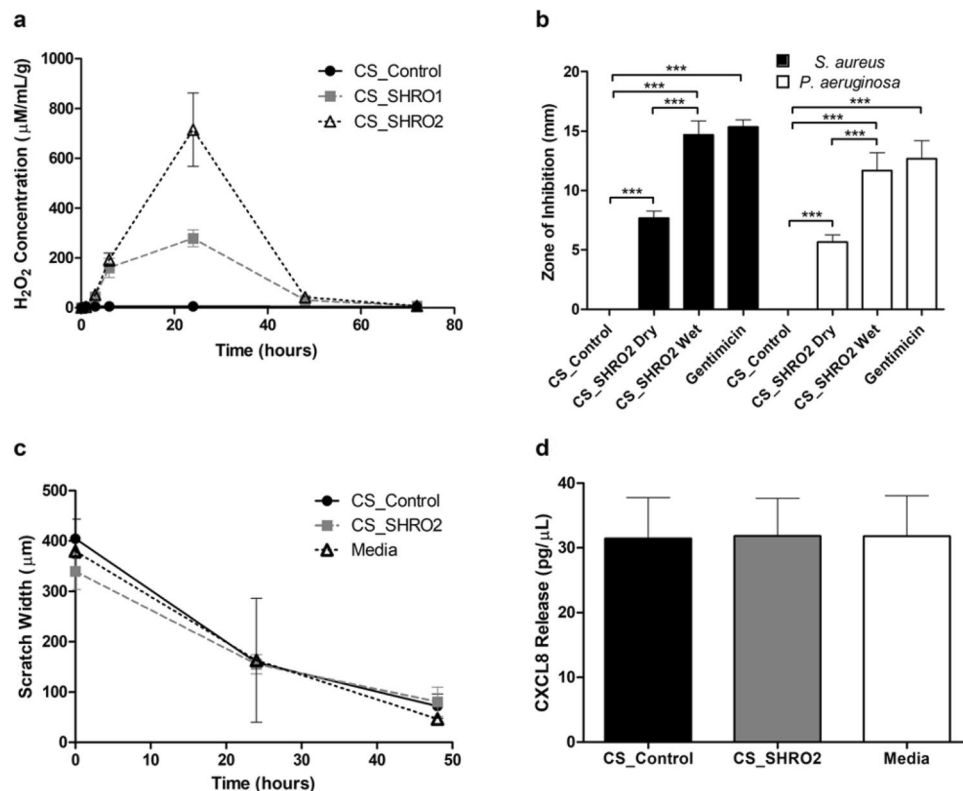 a
H₂O₂ Concentration (μM/mL/g)
1000
800
600
400
200
0
0 20 40 60 80
Time (hours)
CS_Control
CS_SHRO1
CS_SHRO2
b
S. aureus
P. aeruginosa
Zone of Inhibition (mm)
20
15
10
5
0
*** ***
*** ***
*** ***
*** ***
CS_Control
CS_SHRO2 Dry
CS_SHRO2 Wet
Gentimicin
CS_Control
CS_SHRO2 Dry
CS_SHRO2 Wet
Gentimicin
c
Scratch Width (μm)
500
400
300
200
100
0
0 10 20 30 40 50
Time (hours)
CS_Control
CS_SHRO2
Media
d
CXCL8 Release (pg/μL)
40
30
20
10
0
CS_Control CS_SHRO2 Media